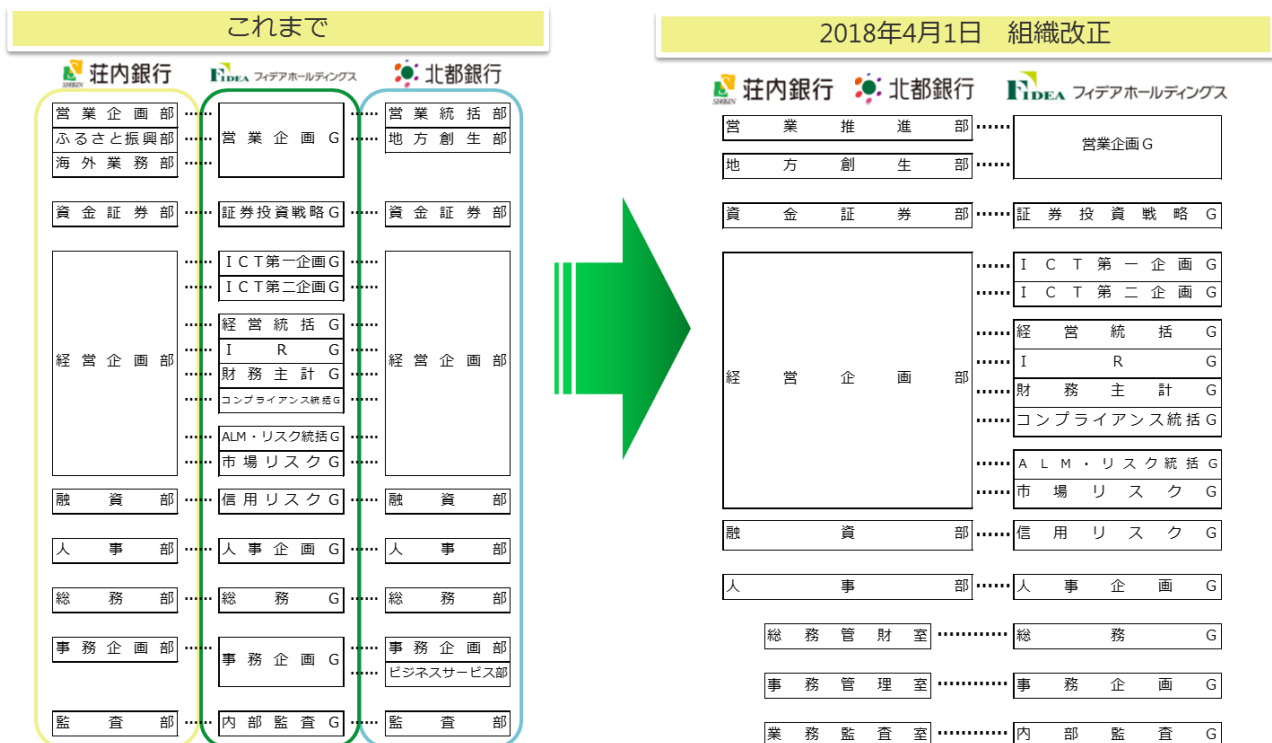 これまで
荘内銀行
FIDEA フィデアホールディングス
北都銀行
営業企画部
ふるさと振興部
海外業務部
資金証券部
経営企画部
融資部
人事部
総務部
事務企画部
監査部
営業企画G
証券投資戦略G
ICT第一企画G
ICT第二企画G
経営統括G
IRG
財務主計G
コンプライアンス統括G
ALM・リスク統括G
市場リスクG
信用リスクG
人事企画G
総務G
事務企画G
内部監査G
営業統括部
地方創生部
資金証券部
経営企画部
融資部
人事部
総務部
事務企画部
ビジネスサービス部
監査部
2018年4月1日　組織改正
荘内銀行
北都銀行
FIDEA フィデアホールディングス
営業推進部
地方創生部
資金証券部
経営企画部
融資部
人事部
総務管財室
事務管理室
業務監査室
営業企画G
証券投資戦略G
ICT第一企画G
ICT第二企画G
経営統括G
IRG
財務主計G
コンプライアンス統括G
ALM・リスク統括G
市場リスクG
信用リスクG
人事企画G
総務G
事務企画G
内部監査G